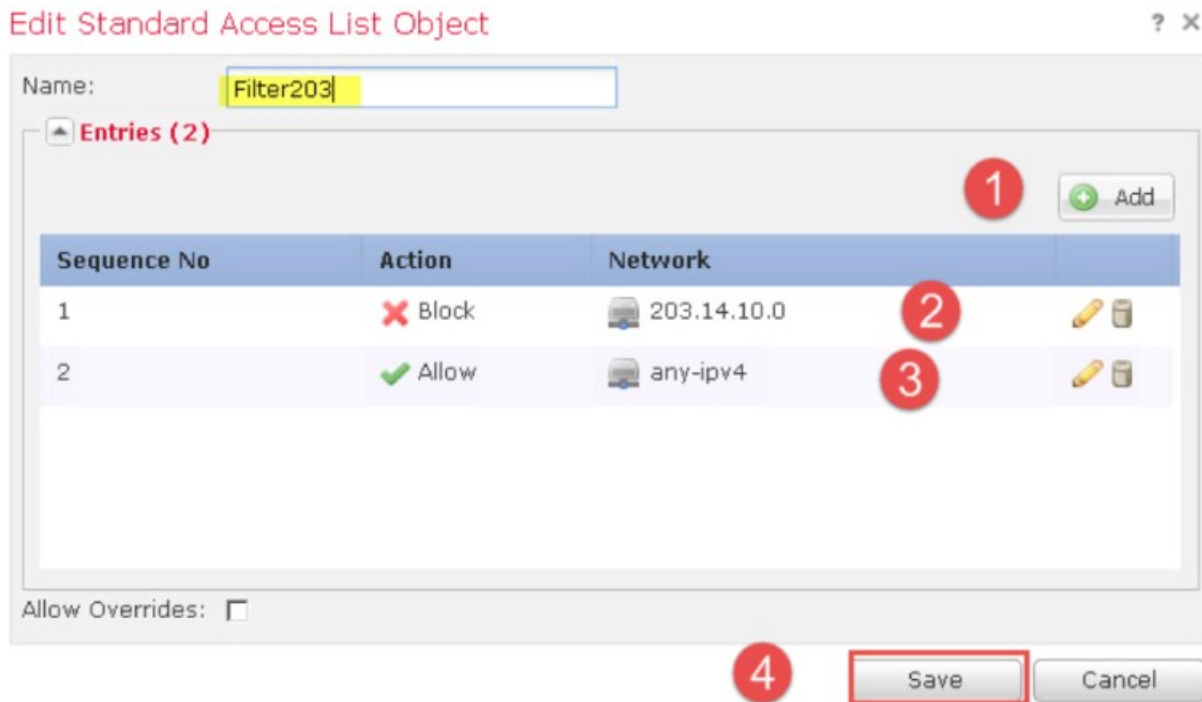 Edit Standard Access List Object ? X
Name: Filter203
Entries (2)
1 Add
Sequence No Action Network
1 Block 203.14.10.0 2
2 Allow any-ipv4 3
Allow Overrides:
4 Save Cancel